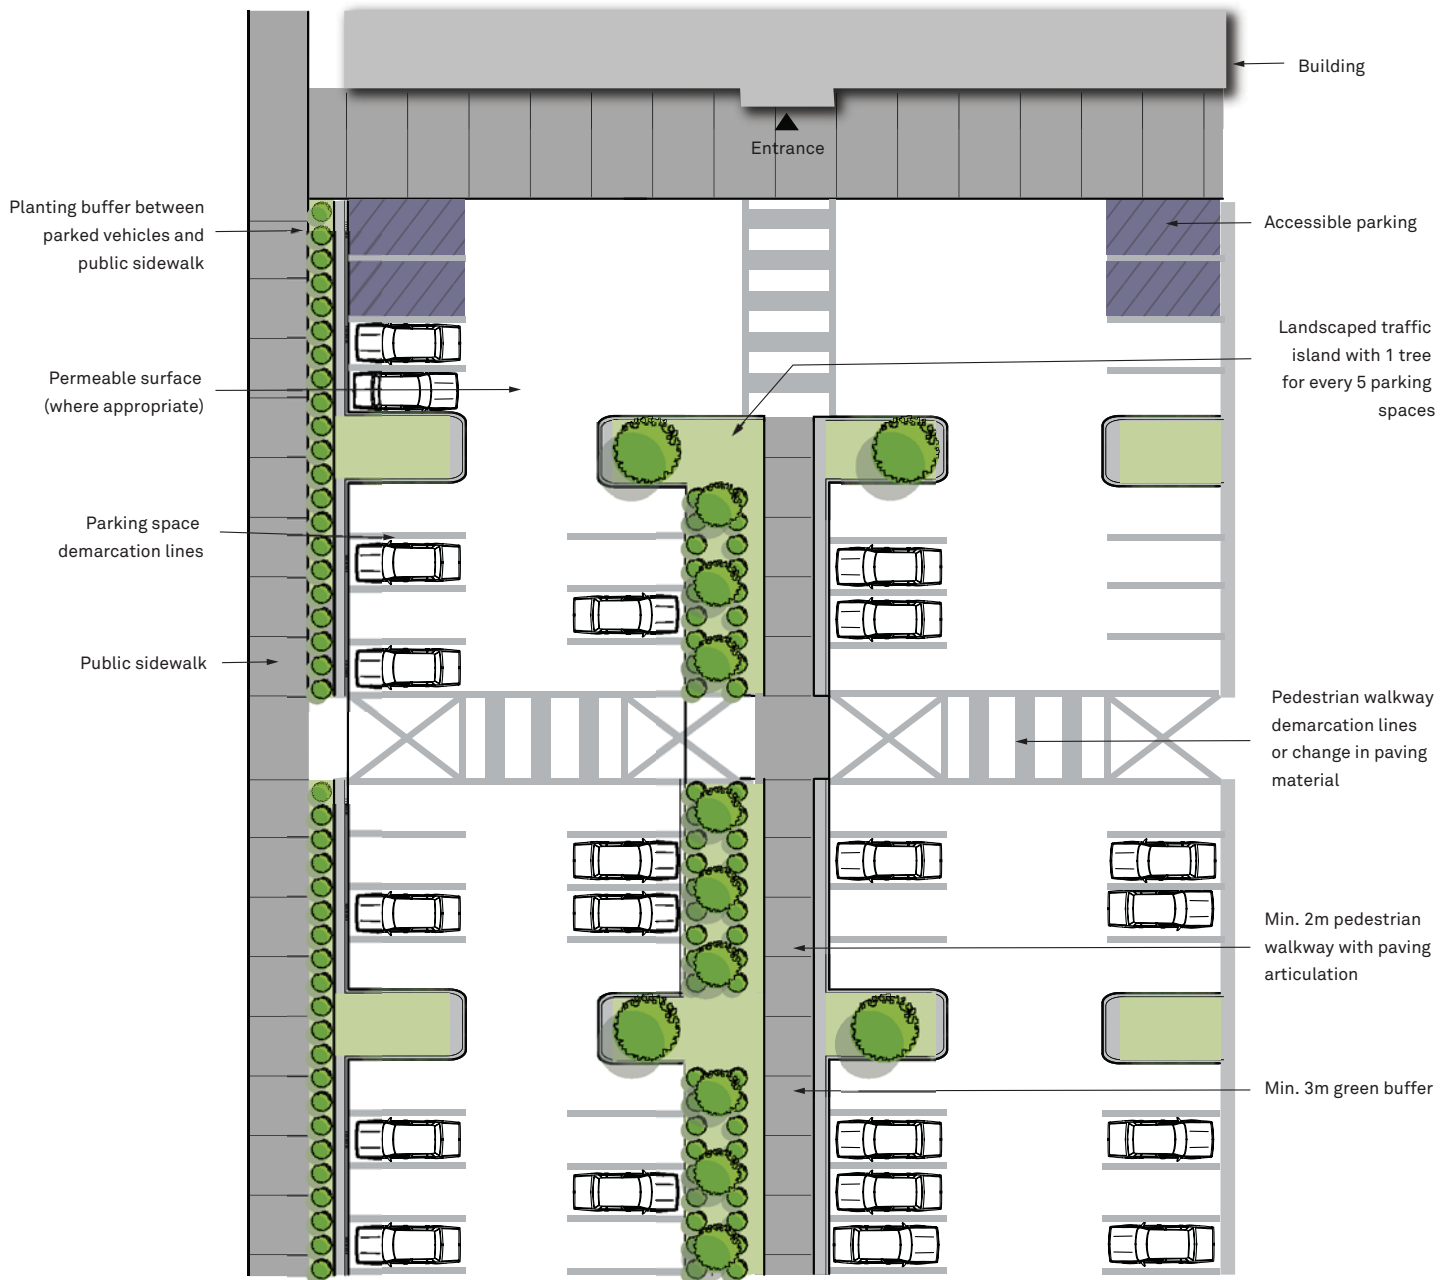 Building
Entrance
Planting buffer between
parked vehicles and
public sidewalk
Accessible parking
Landscaped traffic
island with 1 tree
for every 5 parking
spaces
Permeable surface
(where appropriate)
Parking space
demarcation lines
Public sidewalk
Pedestrian walkway
demarcation lines
or change in paving
material
Min. 2m pedestrian
walkway with paving
articulation
Min. 3m green buffer